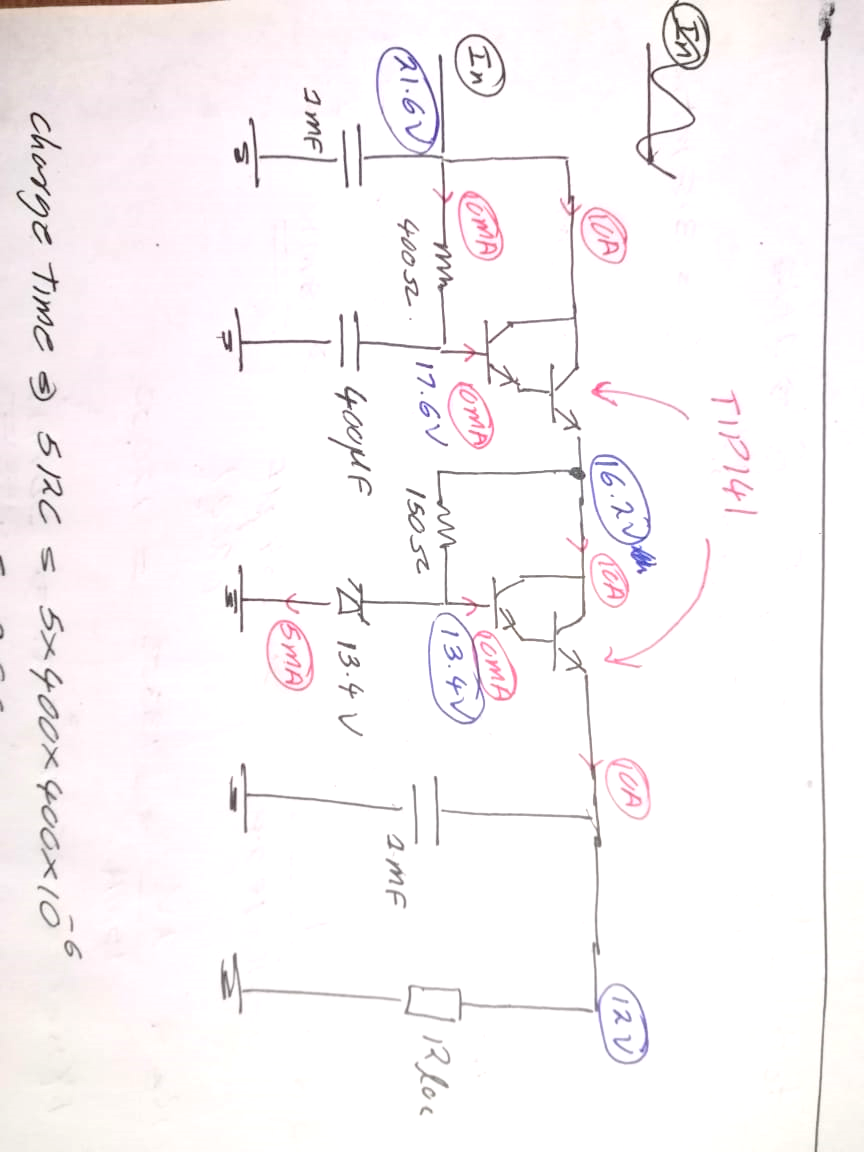 In
TIP141
In
21.6V
10A
10mA
400Ω
1MF
17.6V
10mA
400µF
16.2V
150Ω
10A
10mA
13.4V
13.4V
5mA
10A
1MF
12V
Charge Time ⇒ 5RC = 5×400×400×10⁻⁶